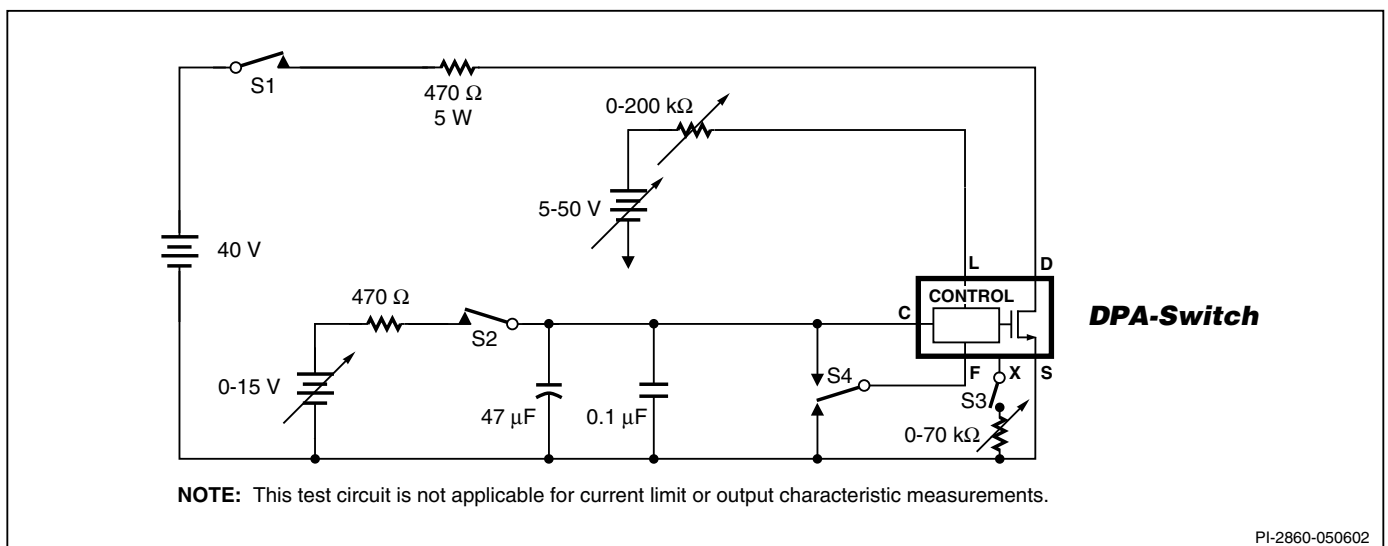 S1
470 Ω
5 W
0-200 kΩ
5-50 V
40 V
L
D
CONTROL
C
DPA-Switch
470 Ω
S2
0-15 V
47 μF
0.1 μF
S4
F
X
S
S3
0-70 kΩ
NOTE: This test circuit is not applicable for current limit or output characteristic measurements.
PI-2860-050602